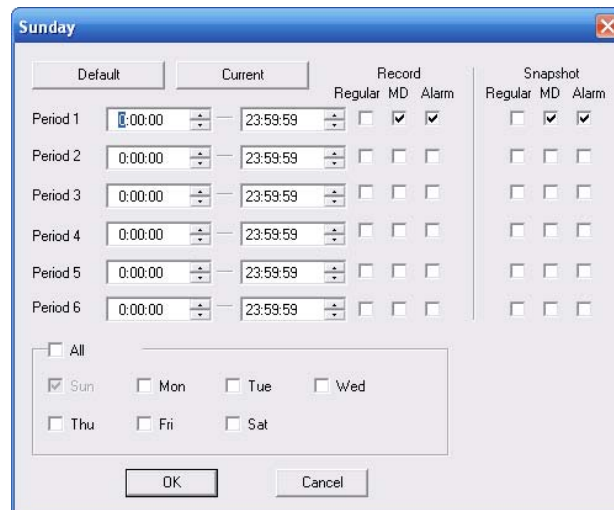 Sunday
Default Current Record Snapshot
Regular MD Alarm Regular MD Alarm
Period 1 0:00:00 — 23:59:59
Period 2 0:00:00 — 23:59:59
Period 3 0:00:00 — 23:59:59
Period 4 0:00:00 — 23:59:59
Period 5 0:00:00 — 23:59:59
Period 6 0:00:00 — 23:59:59
All
Sun Mon Tue Wed
Thu Fri Sat
OK Cancel